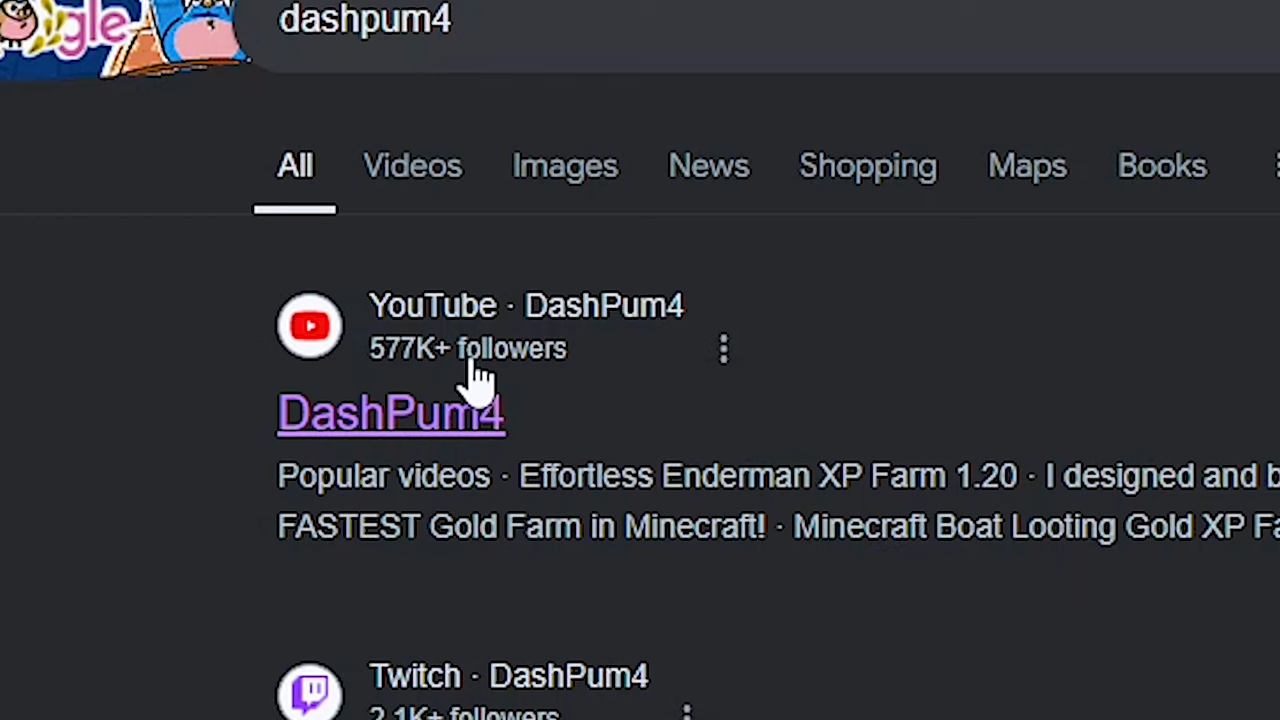 gle
dashpum4
All Videos Images News Shopping Maps Books
YouTube · DashPum4
577K+ followers
DashPum4
Popular videos · Effortless Enderman XP Farm 1.20 · I designed and b
FASTEST Gold Farm in Minecraft! · Minecraft Boat Looting Gold XP Fa
Twitch · DashPum4
2.1K+ followers